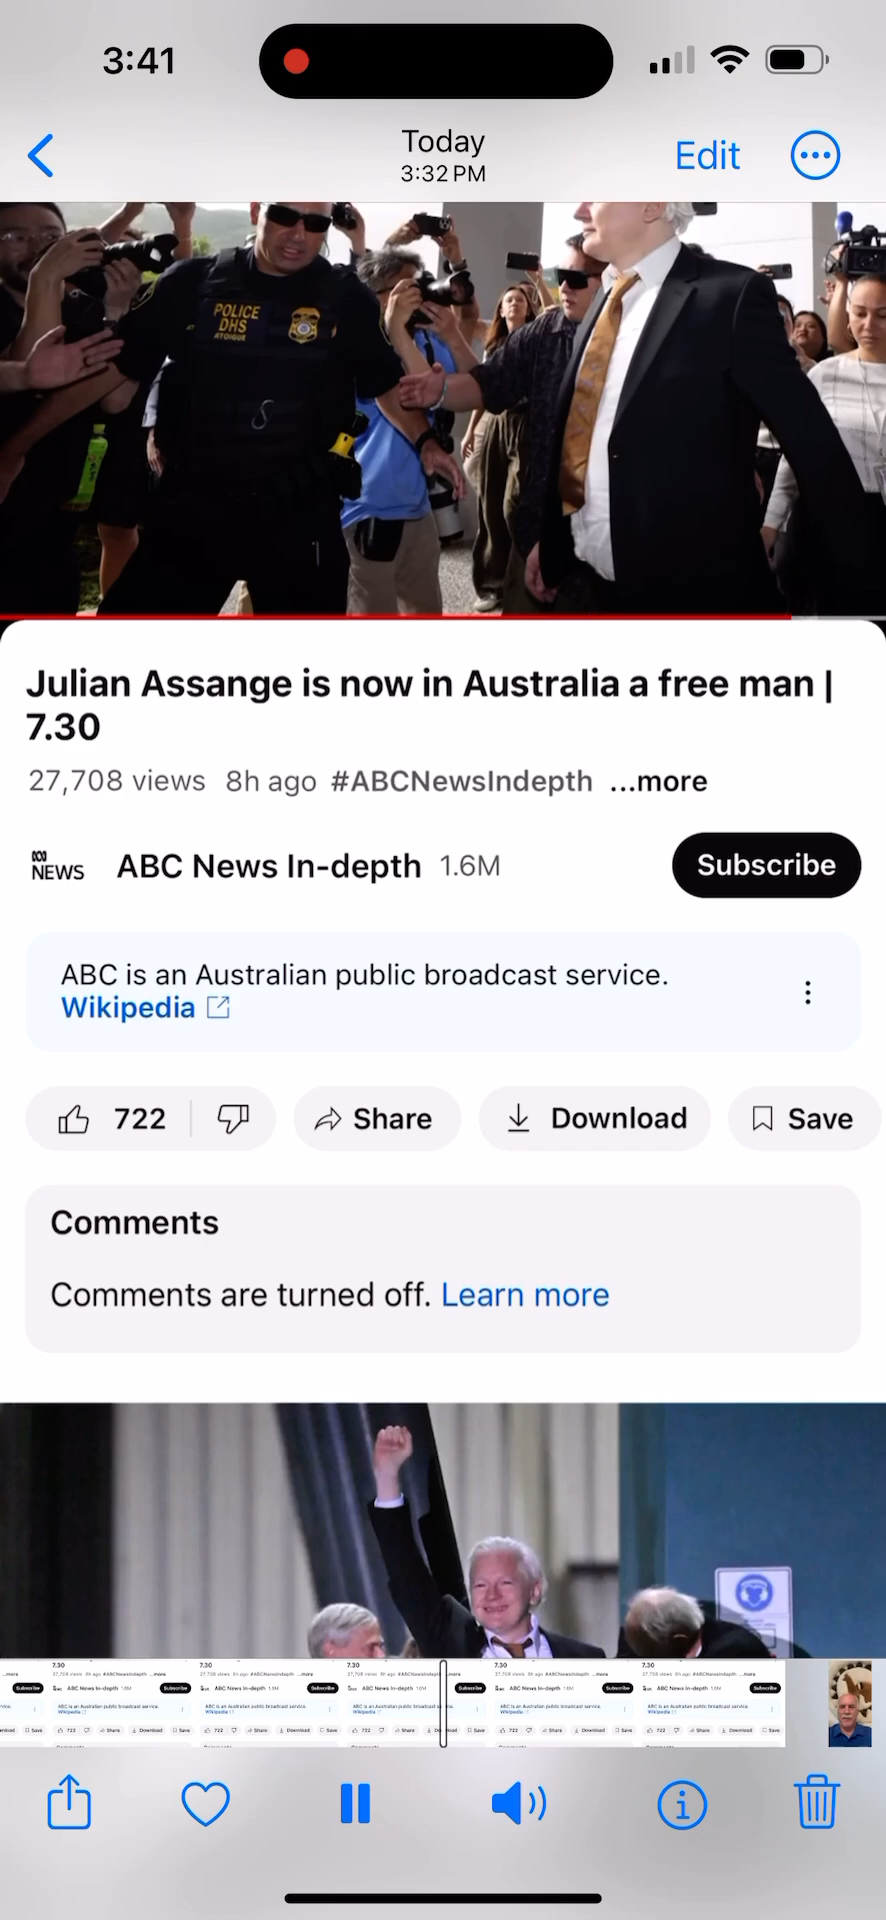 3:41
Today
3:32 PM
Edit
POLICE
DHS
Julian Assange is now in Australia a free man |
7.30
27,708 views 8h ago #ABCNewsIndepth ...more
NEWS
ABC News In-depth 1.6M
Subscribe
ABC is an Australian public broadcast service.
Wikipedia
722
Share
Download
Save
Comments
Comments are turned off. Learn more